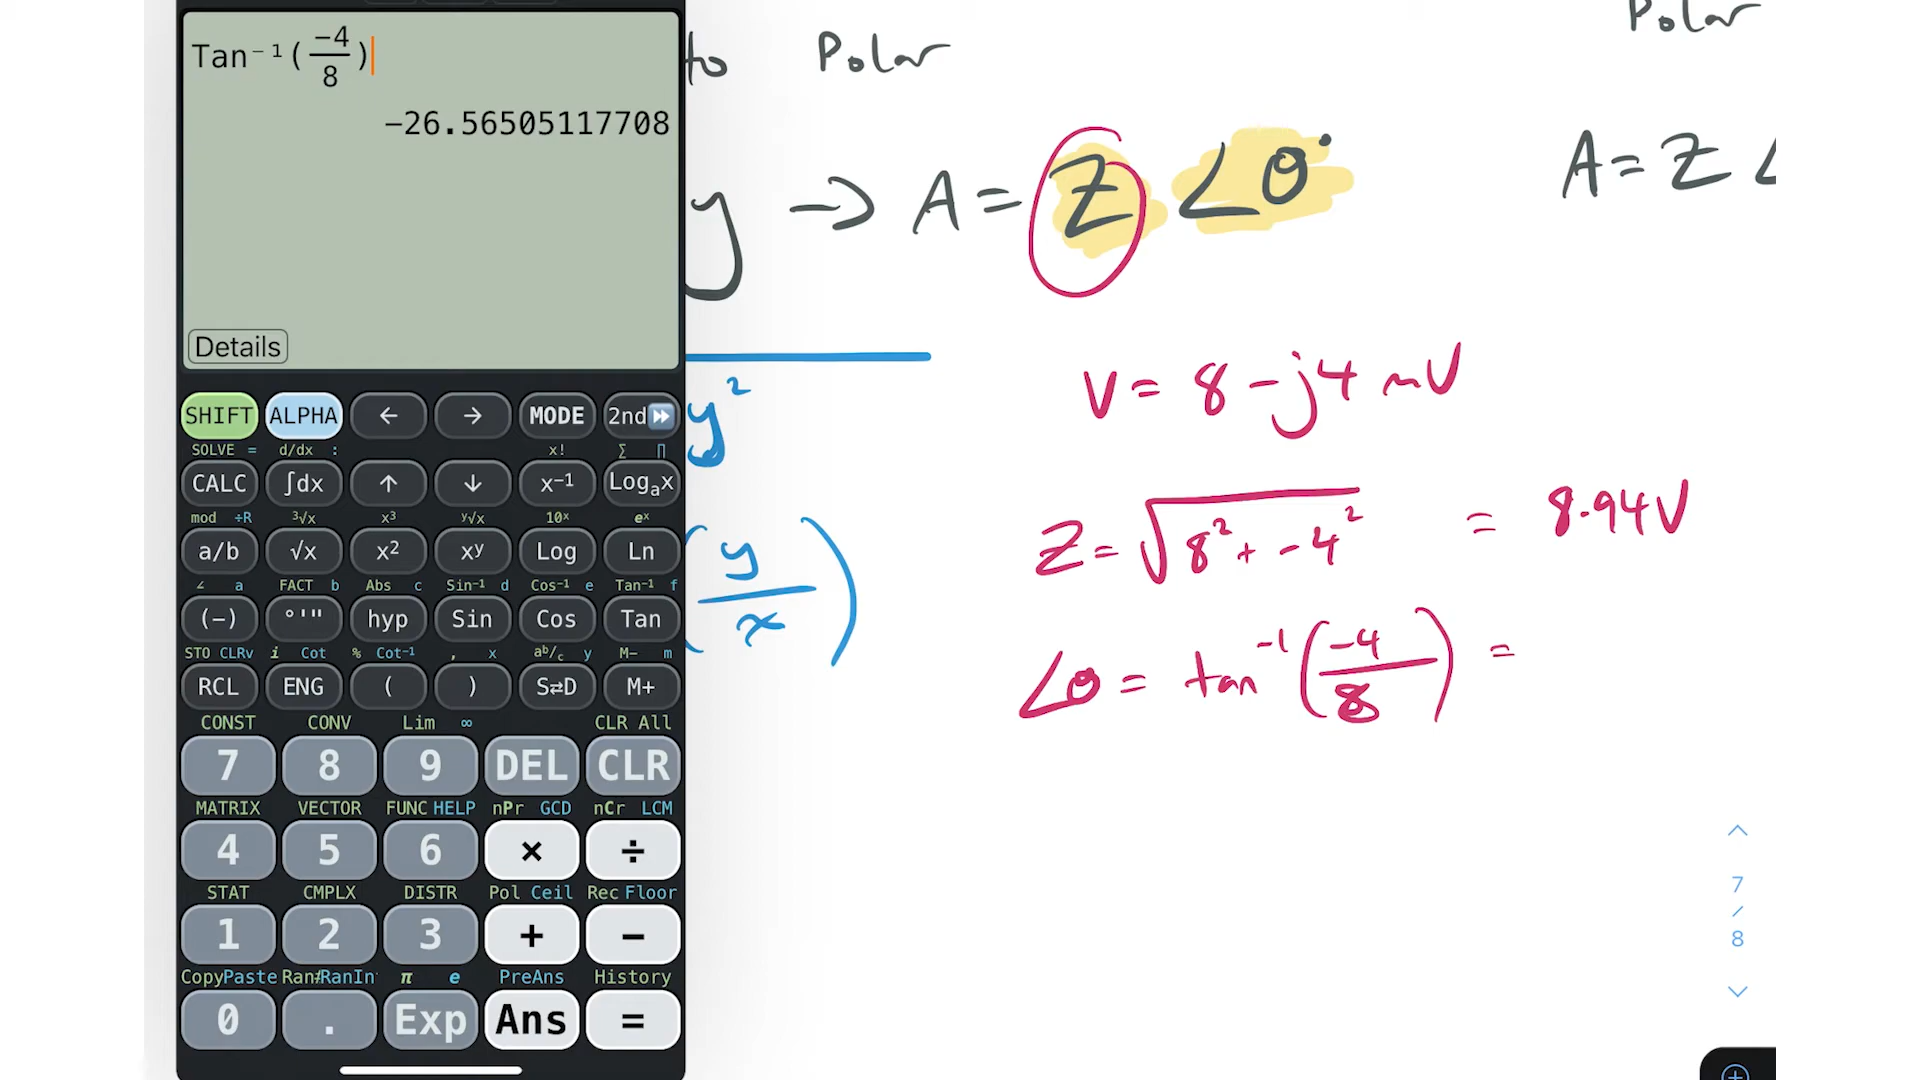 Tan⁻¹(−4/8)
−26.56505117708
Details
SHIFT ALPHA ← → MODE 2nd
SOLVE = d/dx : x! ∑ ∏
CALC ∫dx ↑ ↓ x⁻¹ Logₐx
mod ÷R ³√x x³ ʸ√x 10ˣ eˣ
a/b √x x² xʸ Log Ln
∠ a FACT b Abs c Sin⁻¹ d Cos⁻¹ e Tan⁻¹ f
(−) °'" hyp Sin Cos Tan
STO CLRv i Cot % Cot⁻¹ , x aᵇ/c y M− m
RCL ENG ( ) S⇄D M+
CONST CONV Lim ∞ CLR All
7 8 9 DEL CLR
MATRIX VECTOR FUNC HELP nPr GCD nCr LCM
4 5 6 × ÷
STAT CMPLX DISTR Pol Ceil Rec Floor
1 2 3 + −
Copy Paste Ran# RanIn π e PreAns History
0 . Exp Ans =
to Polar
y → A = Z ∠θ°
y²
(y/x)
Polar
A = Z ∠
V = 8 − j4 mV
Z = √(8² + −4²) = 8.94V
∠θ = tan⁻¹(−4/8) =
7
/
8